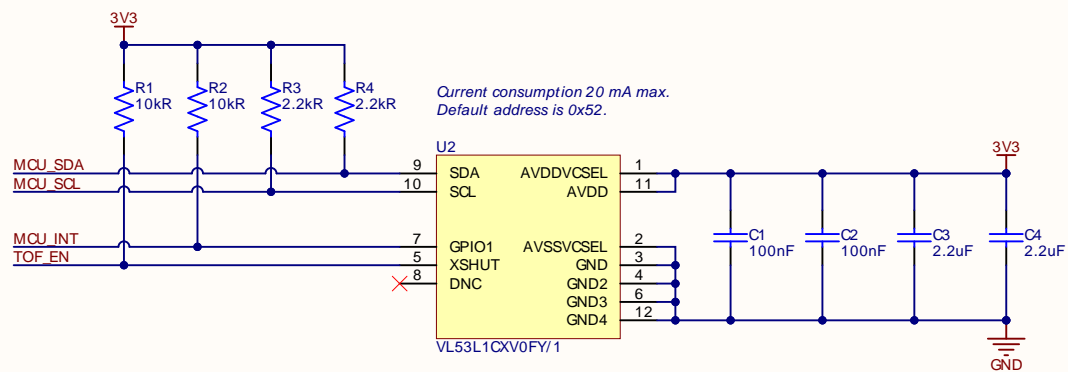 3V3
R1
10kR
R2
10kR
R3
2.2kR
R4
2.2kR
Current consumption 20 mA max.
Default address is 0x52.
U2
MCU_SDA
9
SDA
AVDDVCSEL
1
3V3
MCU_SCL
10
SCL
AVDD
11
MCU_INT
7
GPIO1
AVSSVCSEL
2
TOF_EN
5
XSHUT
GND
3
8
DNC
GND2
4
GND3
6
GND4
12
VL53L1CXV0FY/1
C1
100nF
C2
100nF
C3
2.2uF
C4
2.2uF
GND